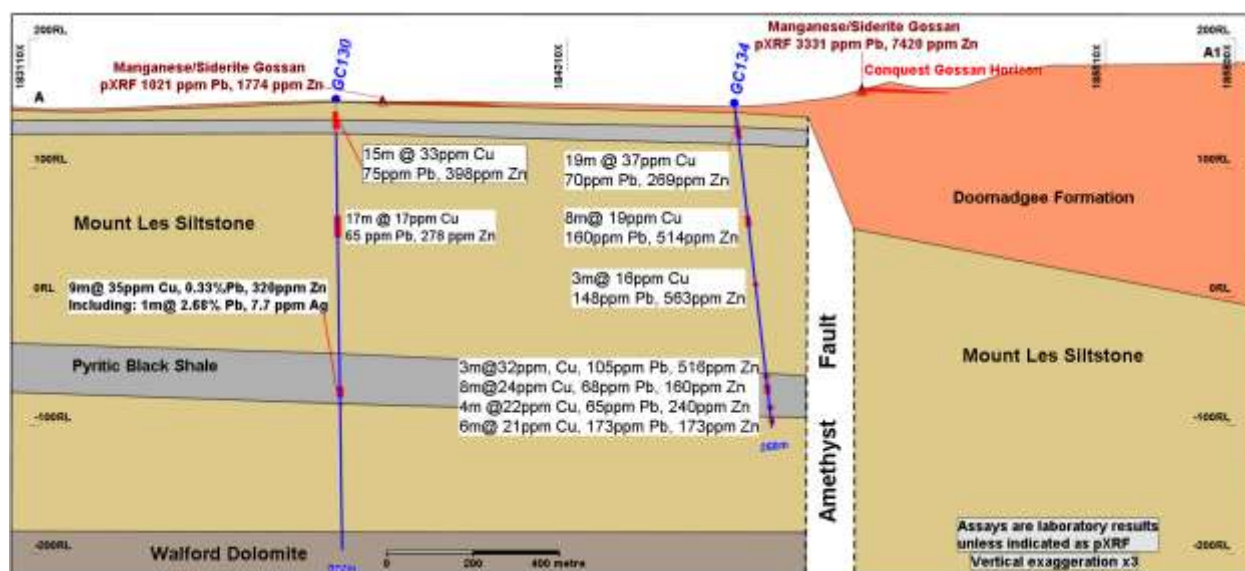 200RL
183110X
Manganese/Siderite Gossan
pXRF 1021 ppm Pb, 1774 ppm Zn
A
GC130
184310X
GC134
Manganese/Siderite Gossan
pXRF 3331 ppm Pb, 7420 ppm Zn
Conquest Gossan Horizon
200RL
A1
15m @ 33ppm Cu
75ppm Pb, 398ppm Zn
19m @ 37ppm Cu
70ppm Pb, 269ppm Zn
100RL
100RL
Mount Les Siltstone
17m @ 17ppm Cu
65 ppm Pb, 278 ppm Zn
8m @ 19ppm Cu
160ppm Pb, 514ppm Zn
Doomadgee Formation
3m@ 16ppm Cu
148ppm Pb, 563ppm Zn
0RL
0RL
9m@ 35ppm Cu, 0.33%Pb, 320ppm Zn
Including: 1m@ 2.68% Pb, 7.7 ppm Ag
Pyritic Black Shale
3m@32ppm, Cu, 105ppm Pb, 516ppm Zn
8m@24ppm Cu, 68ppm Pb, 160ppm Zn
4m @22ppm Cu, 65ppm Pb, 240ppm Zn
6m@ 21ppm Cu, 173ppm Pb, 173ppm Zn
Amethyst Fault
Mount Les Siltstone
-100RL
-100RL
268m
Walford Dolomite
0 200 400 metre
-200RL
-200RL
Assays are laboratory results
unless indicated as pXRF
Vertical exaggeration x3